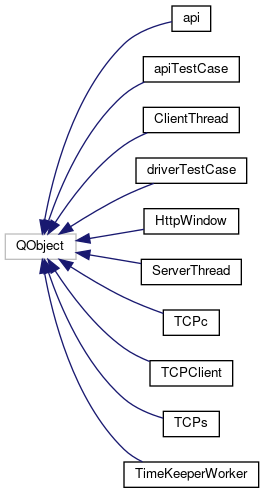 api
apiTestCase
ClientThread
driverTestCase
QObject
HttpWindow
ServerThread
TCPc
TCPClient
TCPs
TimeKeeperWorker